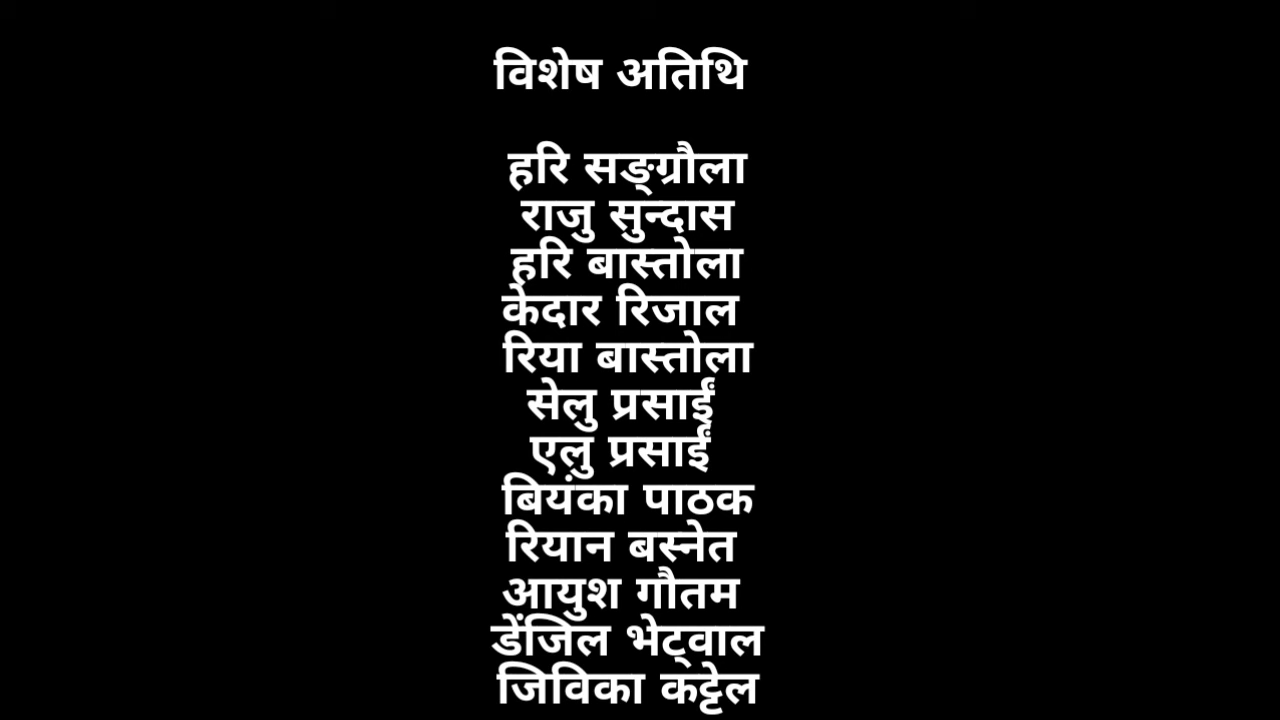 विशेष अतिथि
हरि सङ्ग्रौला
राजु सुन्दास
हरि बास्तोला
केदार रिजाल
रिया बास्तोला
सेलु प्रसाईं
एलु प्रसाईं
बियंका पाठक
रियान बस्नेत
आयुश गौतम
डेंजिल भेट्वाल
जिविका कट्टेल